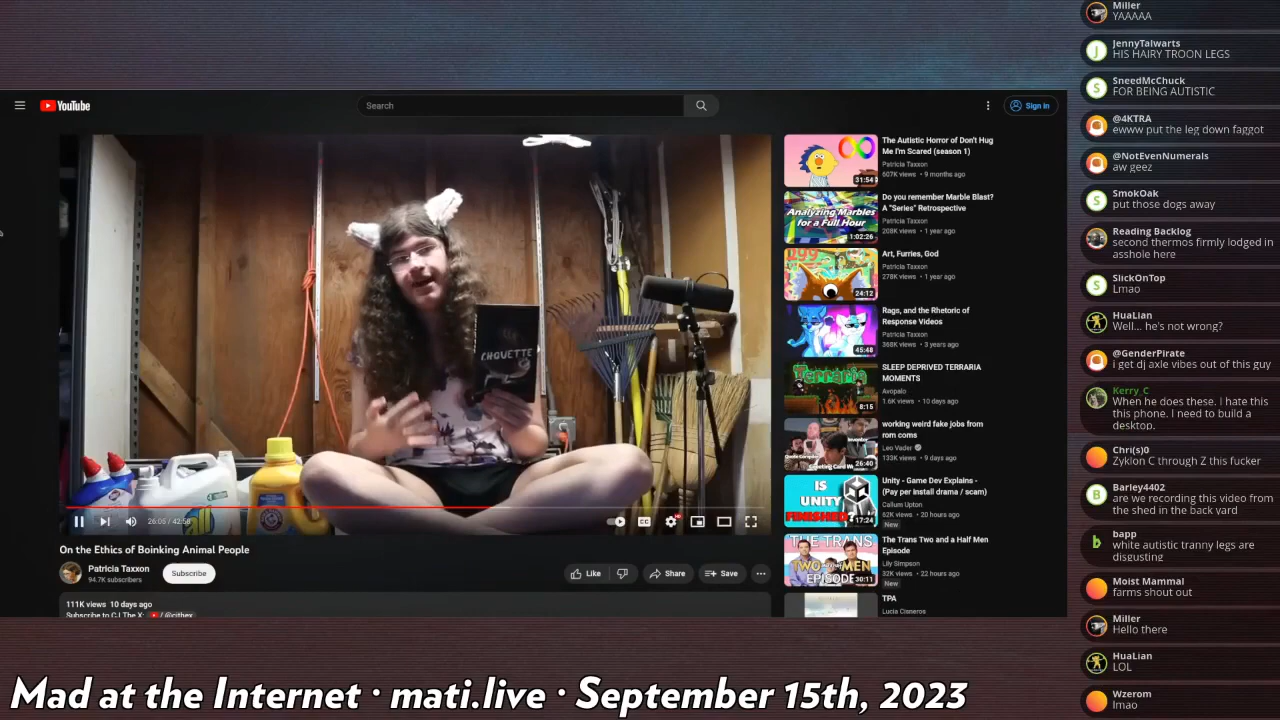 YouTube
Search
Sign in
CHOUETTE
26:06 / 42:58
On the Ethics of Boinking Animal People
Patricia Taxxon
94.7K subscribers
Subscribe
Like
Share
Save
111K views 10 days ago
Subscribe to CJ The X: / @cjthex
31:54
The Autistic Horror of Don't Hug
Me I'm Scared (season 1)
Patricia Taxxon
607K views • 9 months ago
Analyzing Marbles
for a Full Hour
1:02:26
Do you remember Marble Blast?
A "Series" Retrospective
Patricia Taxxon
208K views • 1 year ago
24:12
Art, Furries, God
Patricia Taxxon
278K views • 1 year ago
45:48
Rags, and the Rhetoric of
Response Videos
Patricia Taxxon
368K views • 3 years ago
Terraria
8:15
SLEEP DEPRIVED TERRARIA
MOMENTS
Avopalo
1.6K views • 10 days ago
26:40
working weird fake jobs from
rom coms
Leo Vader
133K views • 9 days ago
IS
UNITY
FINISHED?
17:24
Unity - Game Dev Explains -
(Pay per Install drama / scam)
Callum Upton
62K views • 20 hours ago
New
THE TRANS
TWO and a HALF MEN
EPISODE
30:11
The Trans Two and a Half Men
Episode
Lily Simpson
32K views • 22 hours ago
New
TPA
Lucia Cisneros
Miller
YAAAAA
JennyTalwarts
HIS HAIRY TROON LEGS
SneedMcChuck
FOR BEING AUTISTIC
@4KTRA
ewww put the leg down faggot
@NotEvenNumerals
aw geez
SmokOak
put those dogs away
Reading Backlog
second thermos firmly lodged in
asshole here
SlickOnTop
Lmao
HuaLian
Well... he's not wrong?
@GenderPirate
i get dj axle vibes out of this guy
Kerry_C
When he does these. I hate this
this phone. I need to build a
desktop.
Chri(s)0
Zyklon C through Z this fucker
Barley4402
are we recording this video from
the shed in the back yard
bapp
white autistic tranny legs are
disgusting
Moist Mammal
farms shout out
Miller
Hello there
HuaLian
LOL
Wzerom
lmao
Mad at the Internet • mati.live • September 15th, 2023